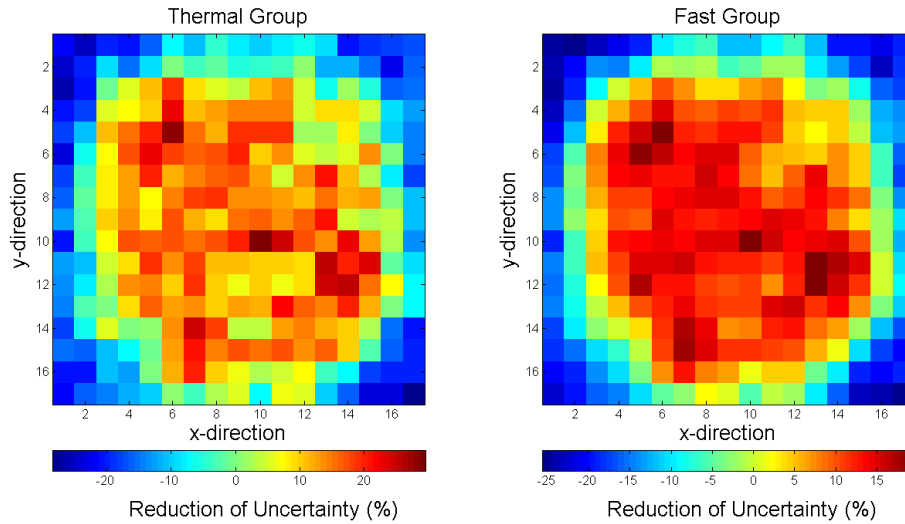 Thermal Group
2
4
6
8
10
12
14
16
y-direction
2 4 6 8 10 12 14 16
x-direction
-20 -10 0 10 20
Reduction of Uncertainty (%)
Fast Group
2
4
6
8
10
12
14
16
y-direction
2 4 6 8 10 12 14 16
x-direction
-25 -20 -15 -10 -5 0 5 10 15
Reduction of Uncertainty (%)